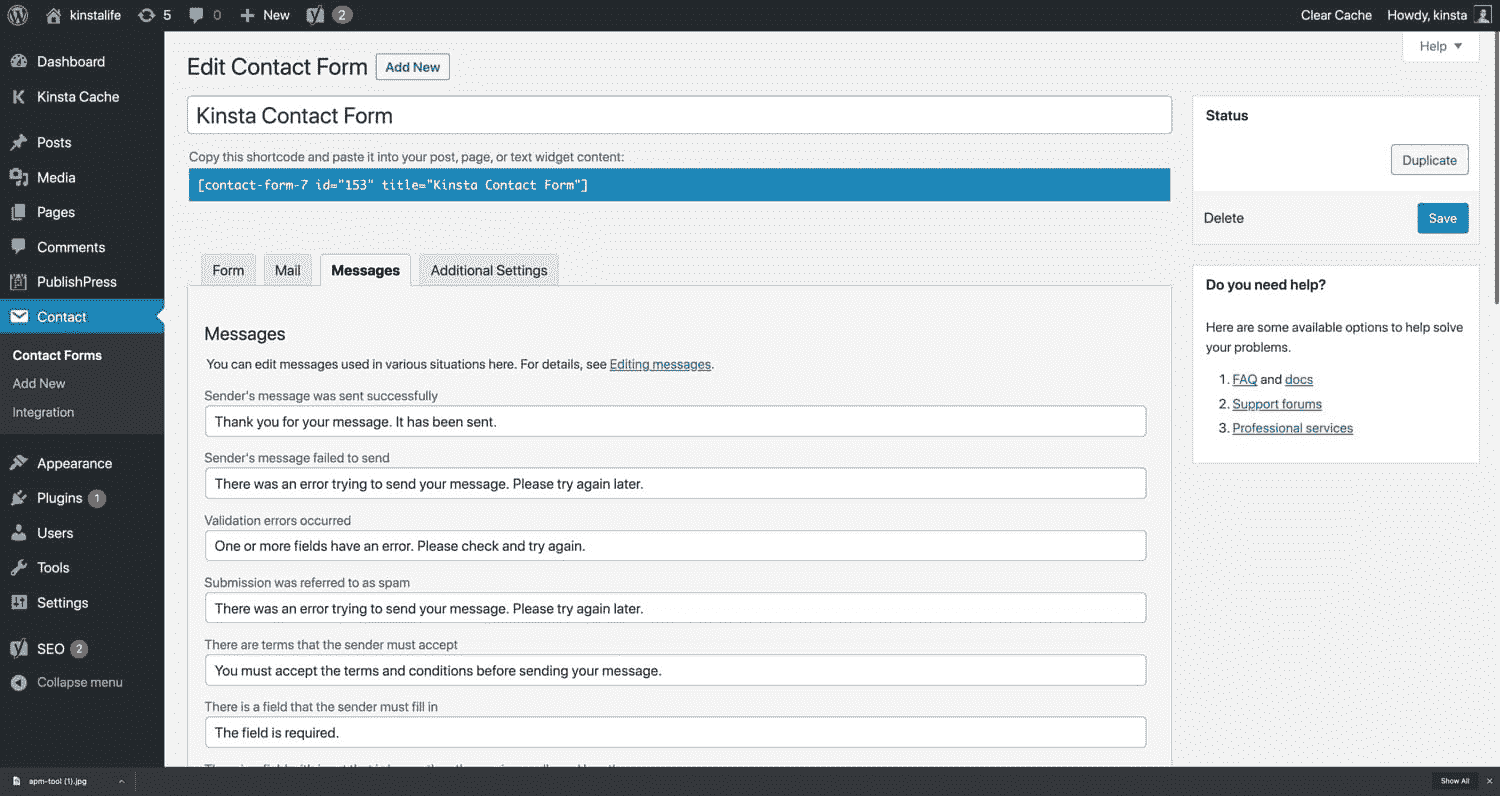 kinstalife 5 0 New 2 Clear Cache Howdy, kinsta
Dashboard
Kinsta Cache
Posts
Media
Pages
Comments
PublishPress
Contact
Contact Forms
Add New
Integration
Appearance
Plugins 1
Users
Tools
Settings
SEO 2
Collapse menu
Help
Edit Contact Form Add New
Kinsta Contact Form
Copy this shortcode and paste it into your post, page, or text widget content:
[contact-form-7 id="153" title="Kinsta Contact Form"]
Form Mail Messages Additional Settings
Messages
You can edit messages used in various situations here. For details, see Editing messages.
Sender's message was sent successfully
Thank you for your message. It has been sent.
Sender's message failed to send
There was an error trying to send your message. Please try again later.
Validation errors occurred
One or more fields have an error. Please check and try again.
Submission was referred to as spam
There was an error trying to send your message. Please try again later.
There are terms that the sender must accept
You must accept the terms and conditions before sending your message.
There is a field that the sender must fill in
The field is required.
Status
Duplicate
Delete Save
Do you need help?
Here are some available options to help solve
your problems.
1. FAQ and docs
2. Support forums
3. Professional services
apm-tool (1).jpg Show All